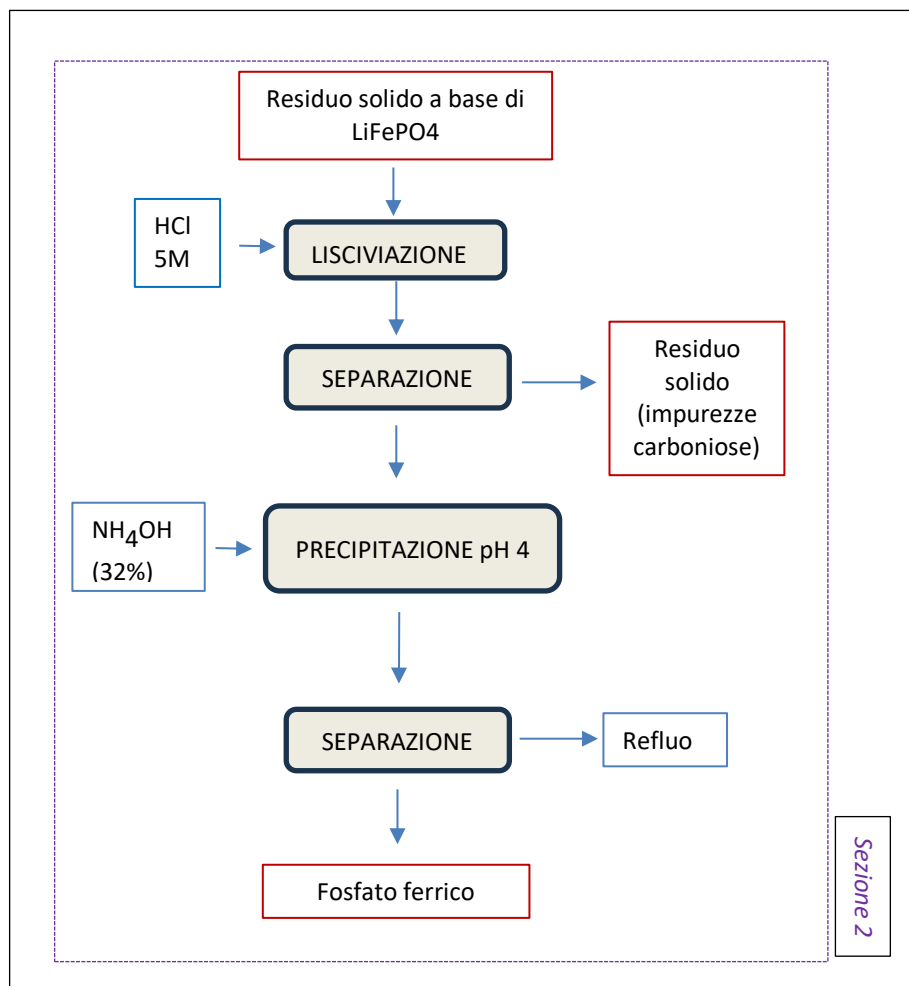 Residuo solido a base di
LiFePO4
HCl
5M
LISCIVIAZIONE
SEPARAZIONE
Residuo
solido
(impurezze
carboniose)
NH4OH
(32%)
PRECIPITAZIONE pH 4
SEPARAZIONE
Refluo
Fosfato ferrico
Sezione 2